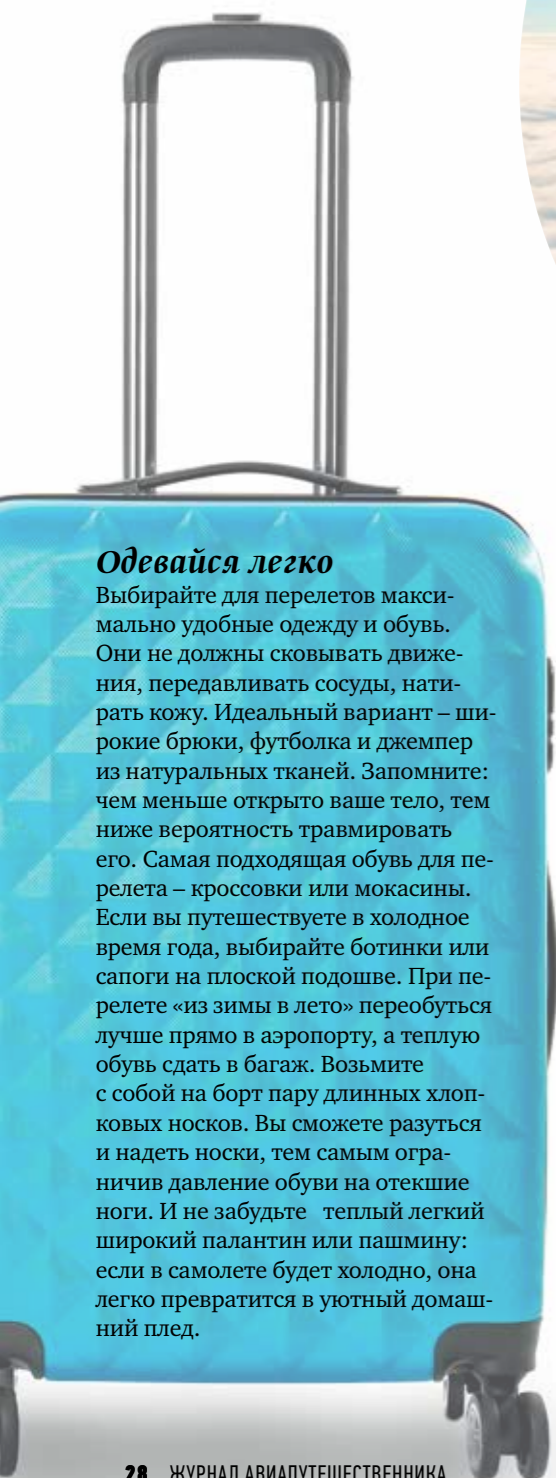 Одевайся легко
Выбирайте для перелетов макси-
мально удобные одежду и обувь.
Они не должны сковывать движе-
ния, передавливать сосуды, нати-
рать кожу. Идеальный вариант – ши-
рокие брюки, футболка и джемпер
из натуральных тканей. Запомните:
чем меньше открыто ваше тело, тем
ниже вероятность травмировать
его. Самая подходящая обувь для пе-
релета – кроссовки или мокасины.
Если вы путешествуете в холодное
время года, выбирайте ботинки или
сапоги на плоской подошве. При пе-
релете «из зимы в лето» переобуться
лучше прямо в аэропорту, а теплую
обувь сдать в багаж. Возьмите
с собой на борт пару длинных хлоп-
ковых носков. Вы сможете разуться
и надеть носки, тем самым огра-
ничив давление обуви на отекшие
ноги. И не забудьте теплый легкий
широкий палантин или пашмину:
если в самолете будет холодно, она
легко превратится в уютный домаш-
ний плед.
28 ЖУРНАЛ АВИАПУТЕШЕСТВЕННИКА